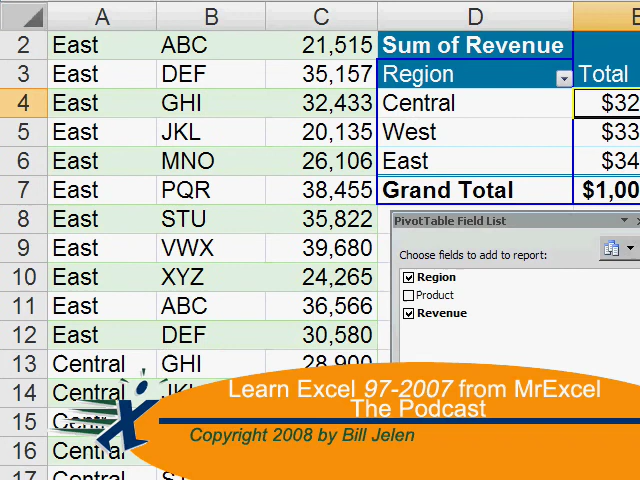 A B C D E
2 East ABC 21,515 Sum of Revenue
3 East DEF 35,157 Region Total
4 East GHI 32,433 Central $32
5 East JKL 20,135 West $33
6 East MNO 26,106 East $34
7 East PQR 38,455 Grand Total $1,00
8 East STU 35,822 PivotTable Field List
9 East VWX 39,680 Choose fields to add to report:
10 East XYZ 24,265 Region
Product
11 East ABC 36,566 Revenue
12 East DEF 30,580
13 Central GHI 28,900
14 Central JK
15 Central
16 Central
17 Central ST
Learn Excel 97-2007 from MrExcel
The Podcast
Copyright 2008 by Bill Jelen